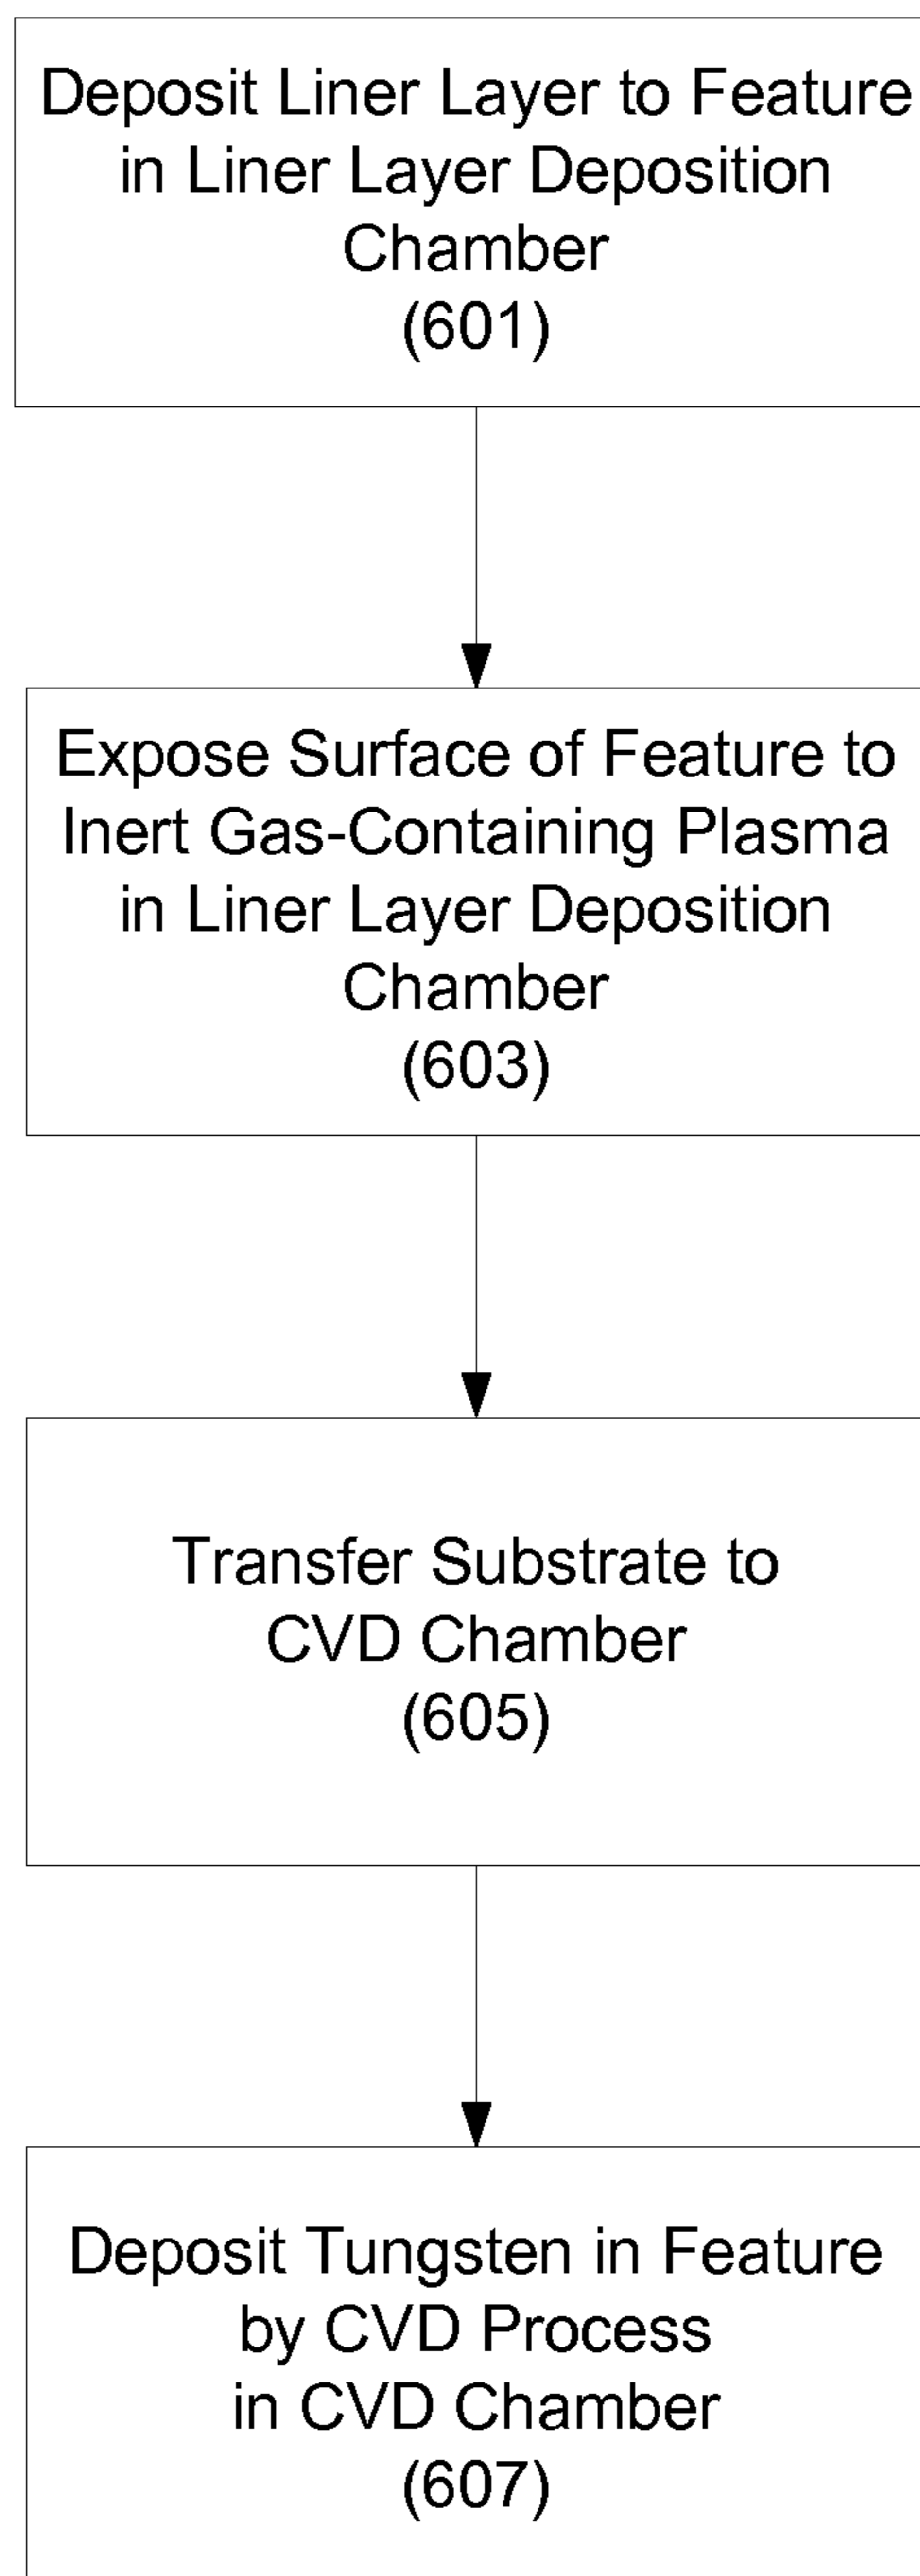 Deposit Liner Layer to Feature
in Liner Layer Deposition
Chamber
(601)
Expose Surface of Feature to
Inert Gas-Containing Plasma
in Liner Layer Deposition
Chamber
(603)
Transfer Substrate to
CVD Chamber
(605)
Deposit Tungsten in Feature
by CVD Process
in CVD Chamber
(607)